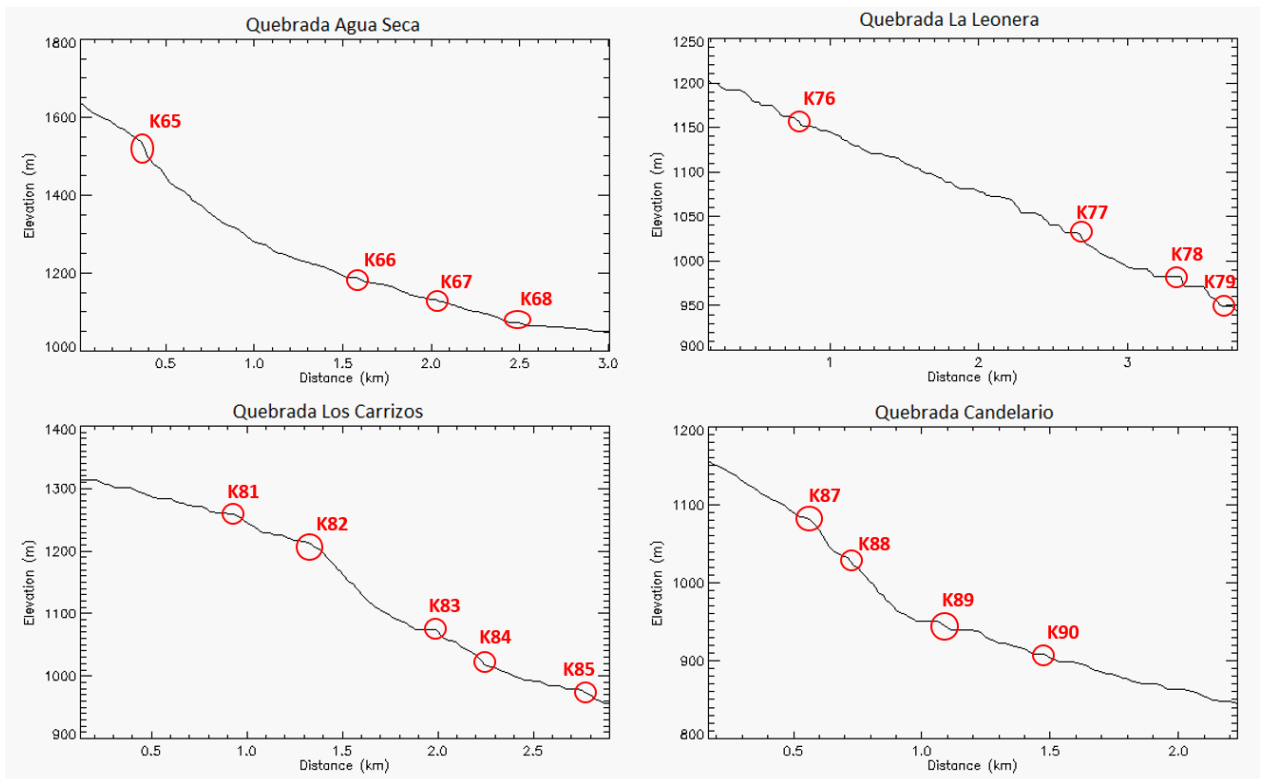 Quebrada Agua Seca
1800
1600
1400
1200
1000
Elevation (m)
K65
K66
K67
K68
0.5
1.0
1.5
2.0
2.5
3.0
Distance (km)
Quebrada La Leonera
1250
1200
1150
1100
1050
1000
950
900
Elevation (m)
K76
K77
K78
K79
1
2
3
Distance (km)
Quebrada Los Carrizos
1400
1300
1200
1100
1000
900
Elevation (m)
K81
K82
K83
K84
K85
0.5
1.0
1.5
2.0
2.5
Distance (km)
Quebrada Candelario
1200
1100
1000
900
800
Elevation (m)
K87
K88
K89
K90
0.5
1.0
1.5
2.0
Distance (km)